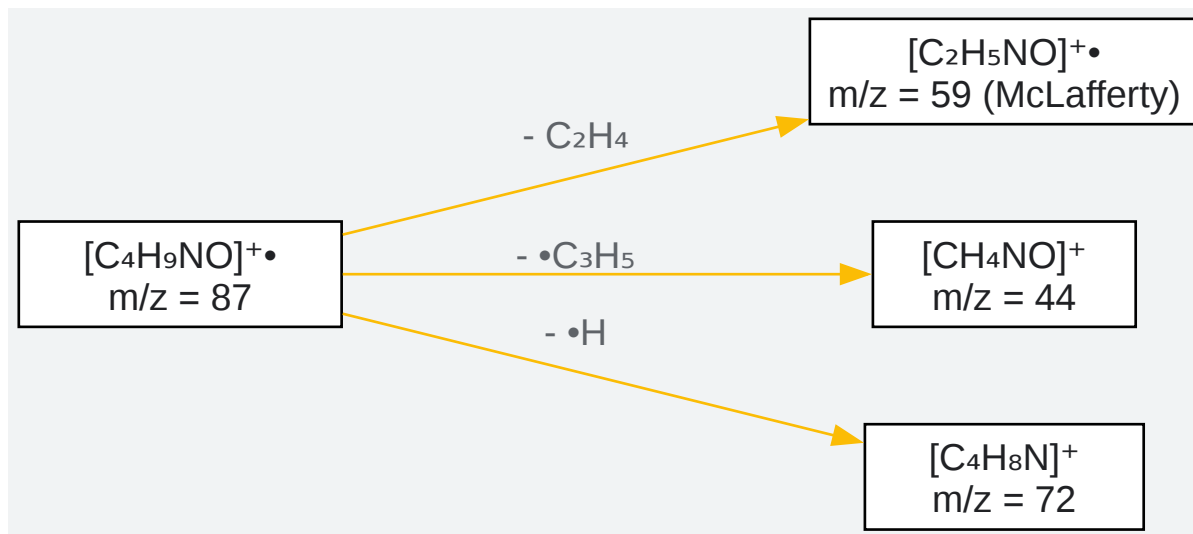 [C₂H₅NO]⁺•
m/z = 59 (McLafferty)
- C₂H₄
[C₄H₉NO]⁺•
m/z = 87
- •C₃H₅
[CH₄NO]⁺
m/z = 44
- •H
[C₄H₈N]⁺
m/z = 72